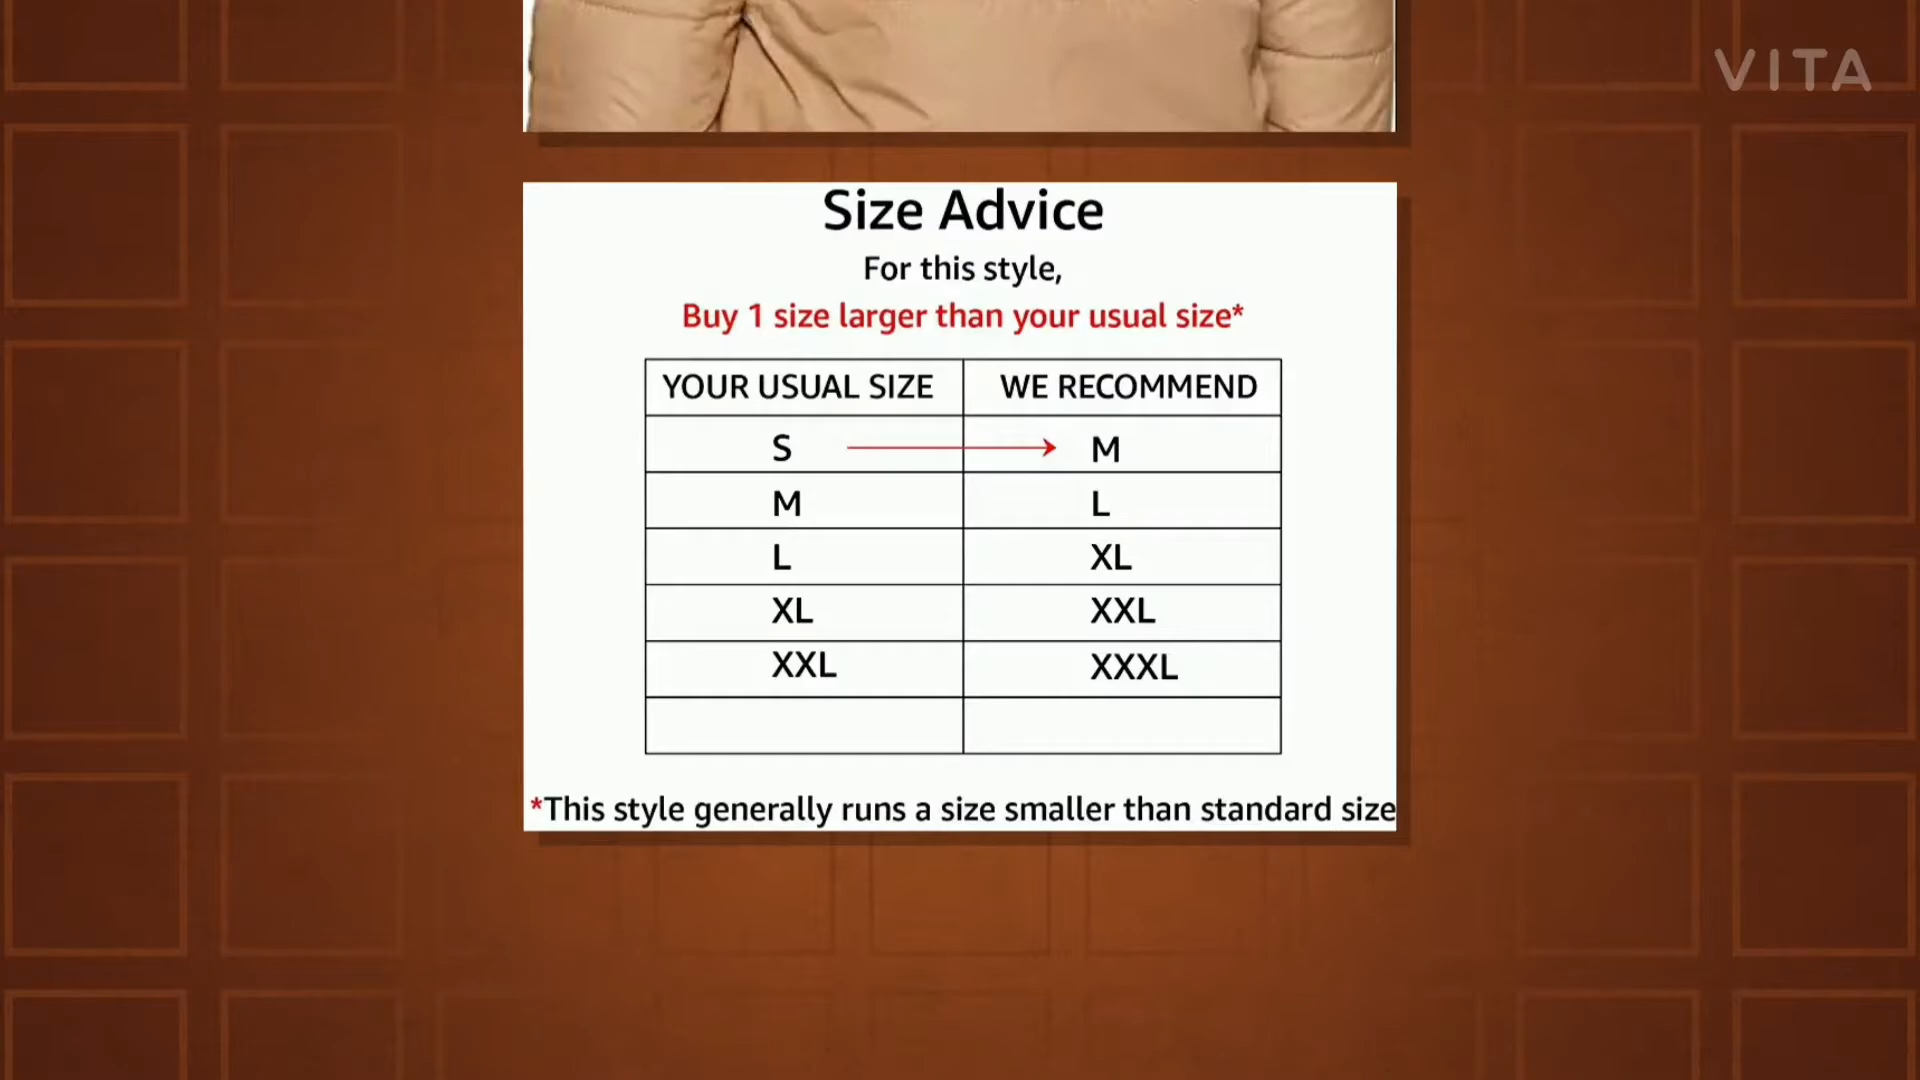 VITA
Size Advice
For this style,
Buy 1 size larger than your usual size*
YOUR USUAL SIZE WE RECOMMEND
S M
M L
L XL
XL XXL
XXL XXXL
*This style generally runs a size smaller than standard size